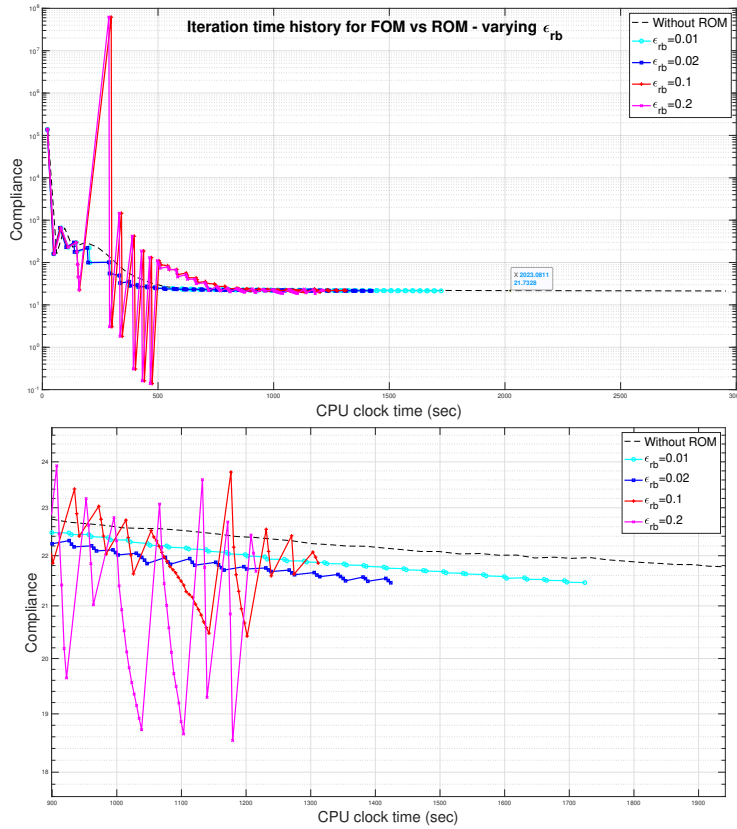 Iteration time history for FOM vs ROM - varying ϵ_rb
Without ROM
ϵ_rb=0.01
ϵ_rb=0.02
ϵ_rb=0.1
ϵ_rb=0.2
10^8
10^7
10^6
10^5
10^4
10^3
10^2
10^1
10^0
10^-1
Compliance
X 2023.0811
21.7328
0 500 1000 1500 2000 2500 3000
CPU clock time (sec)
Without ROM
ϵ_rb=0.01
ϵ_rb=0.02
ϵ_rb=0.1
ϵ_rb=0.2
24
23
22
21
20
19
18
Compliance
900 1000 1100 1200 1300 1400 1500 1600 1700 1800 1900
CPU clock time (sec)